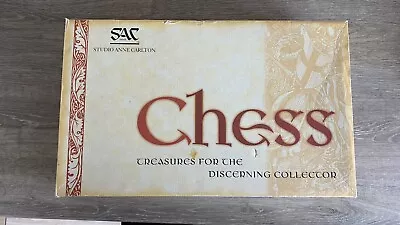 SAC
STUDIO ANNE CARLTON
Chess
TREASURES FOR THE
DISCERNING COLLECTOR